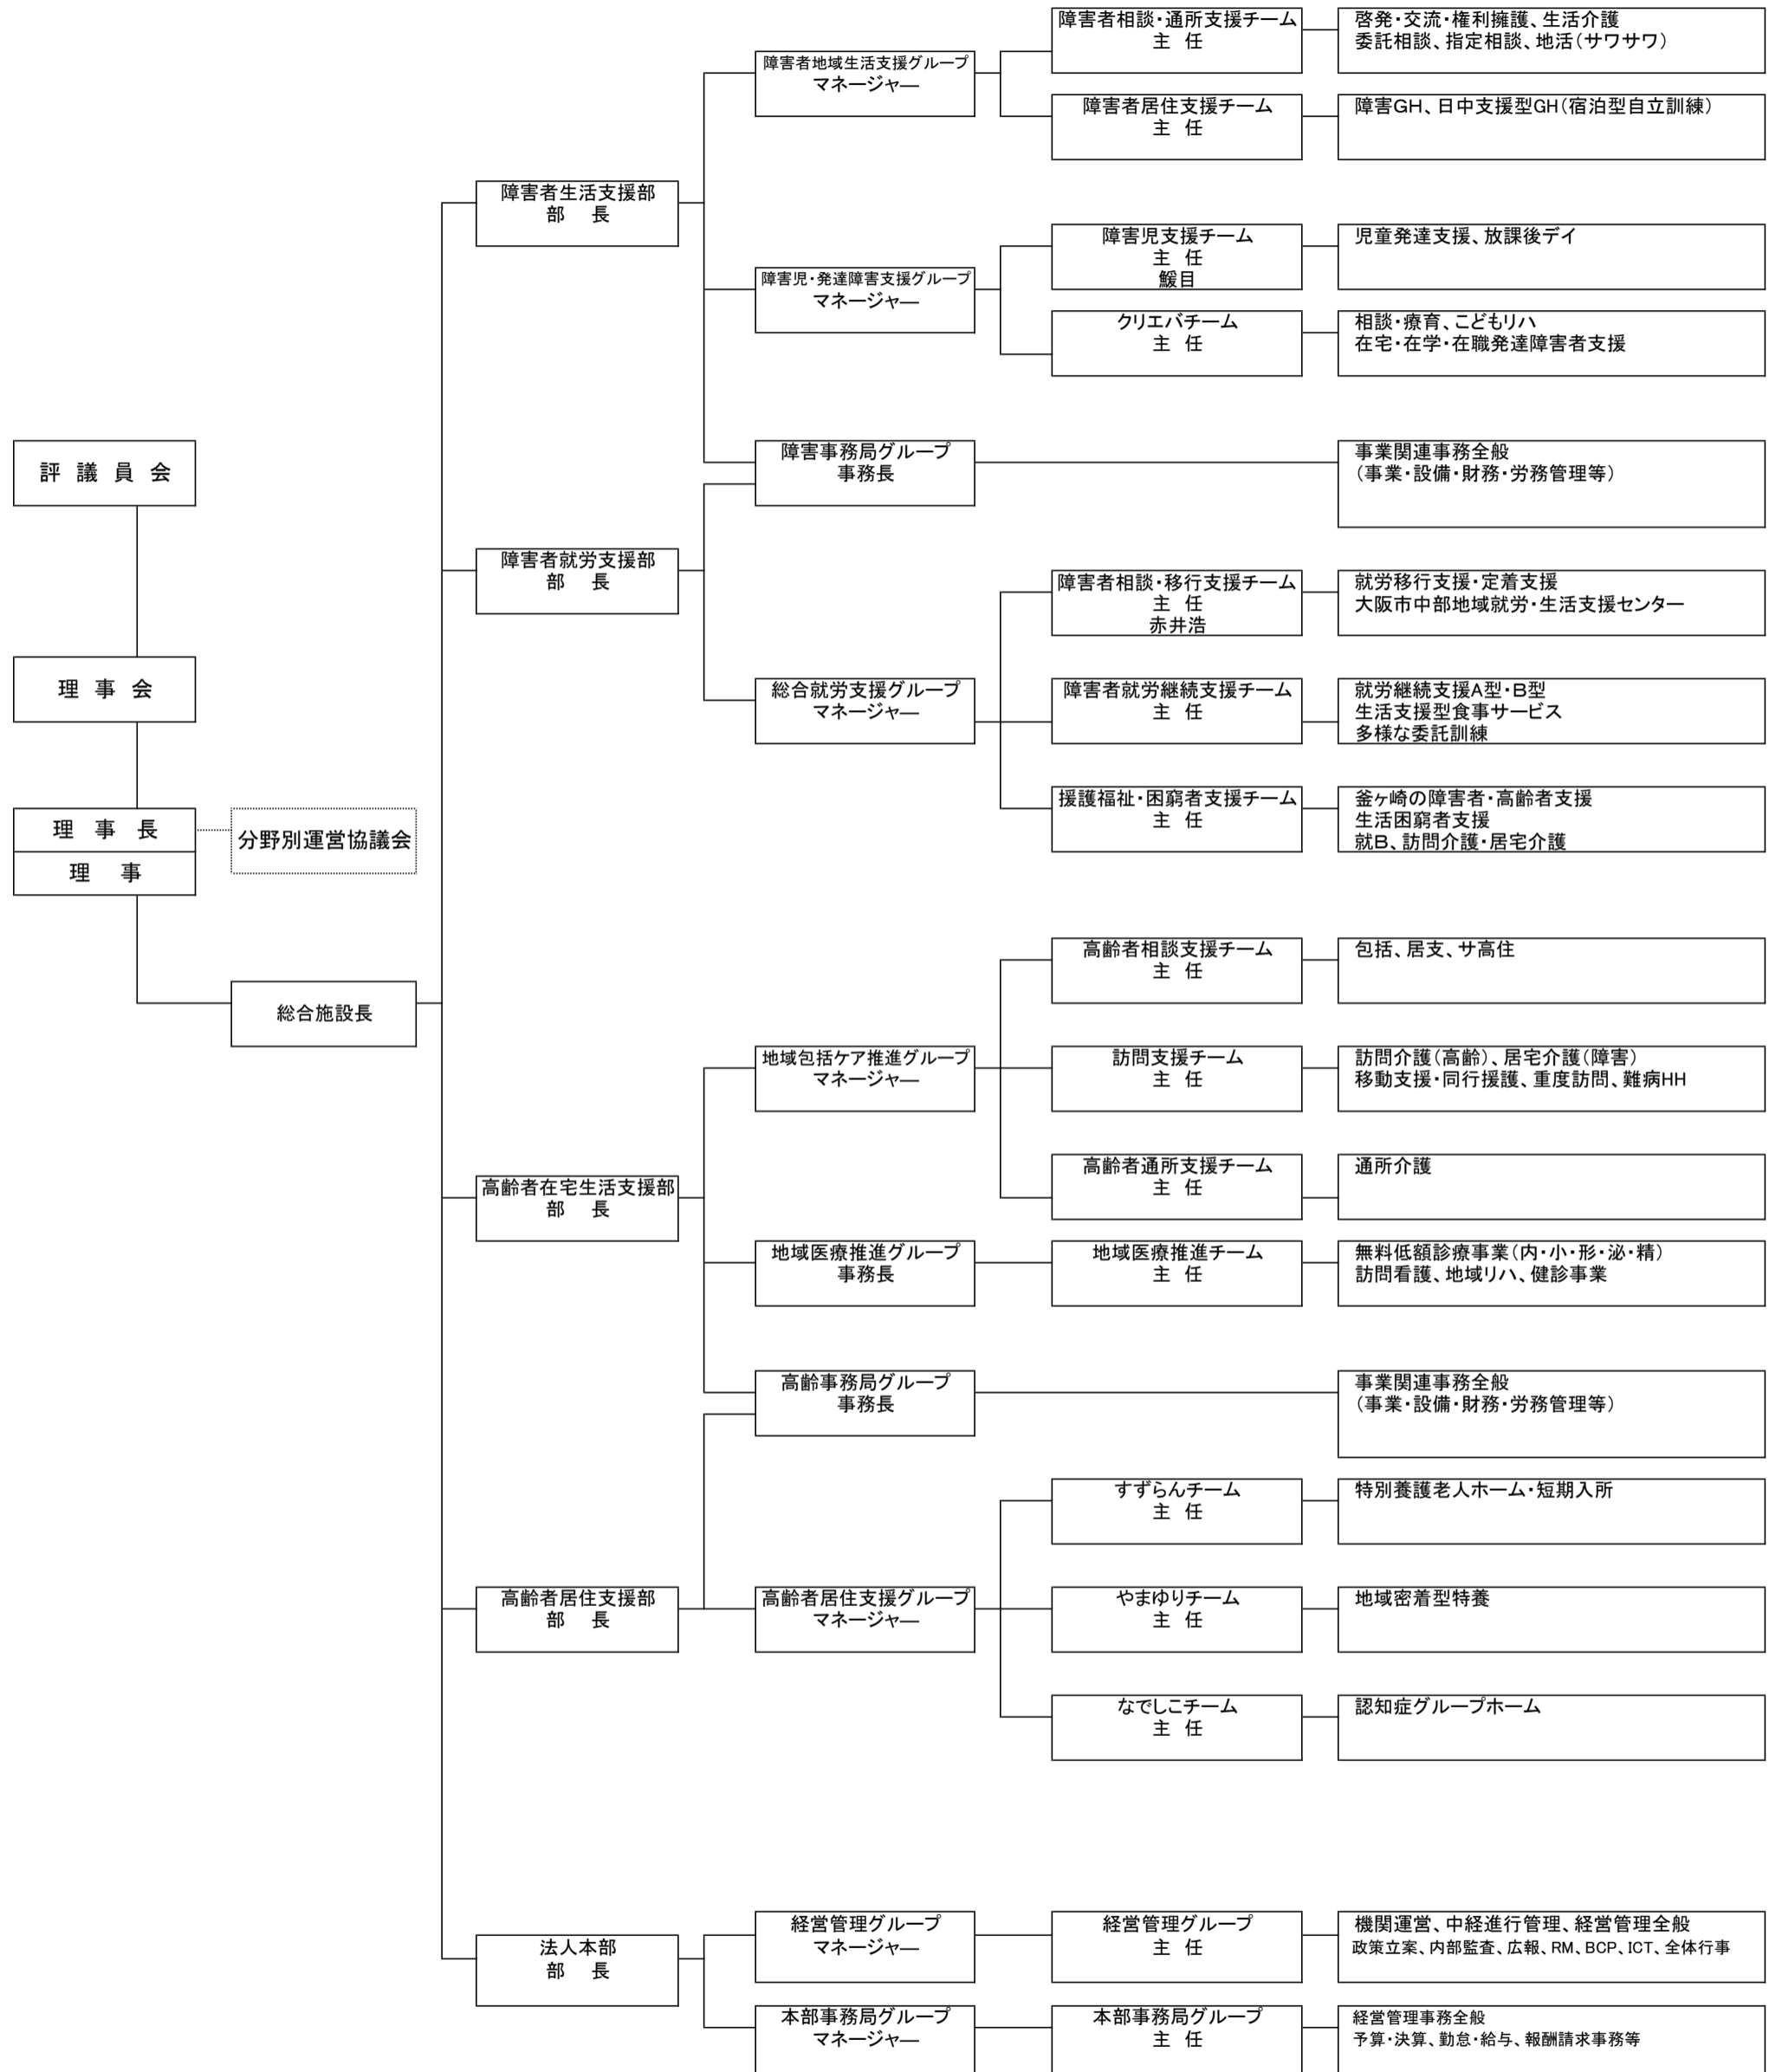 評議員会
理事会
理事長
理事
分野別運営協議会
総合施設長
障害者生活支援部
部長
障害者地域生活支援グループ
マネージャー
障害者相談・通所支援チーム
主任
啓発・交流・権利擁護、生活介護
委託相談、指定相談、地活(サワサワ)
障害者居住支援チーム
主任
障害GH、日中支援型GH(宿泊型自立訓練)
障害児・発達障害支援グループ
マネージャー
障害児支援チーム
主任
鰀目
児童発達支援、放課後デイ
クリエバチーム
主任
相談・療育、こどもリハ
在宅・在学・在職発達障害者支援
障害事務局グループ
事務長
事業関連事務全般
(事業・設備・財務・労務管理等)
障害者就労支援部
部長
総合就労支援グループ
マネージャー
障害者相談・移行支援チーム
主任
赤井浩
就労移行支援・定着支援
大阪市中部地域就労・生活支援センター
障害者就労継続支援チーム
主任
就労継続支援A型・B型
生活支援型食事サービス
多様な委託訓練
援護福祉・困窮者支援チーム
主任
釜ヶ崎の障害者・高齢者支援
生活困窮者支援
就B、訪問介護・居宅介護
高齢者在宅生活支援部
部長
地域包括ケア推進グループ
マネージャー
高齢者相談支援チーム
主任
包括、居支、サ高住
訪問支援チーム
主任
訪問介護(高齢)、居宅介護(障害)
移動支援・同行援護、重度訪問、難病HH
高齢者通所支援チーム
主任
通所介護
地域医療推進グループ
事務長
地域医療推進チーム
主任
無料低額診療事業(内・小・形・泌・精)
訪問看護、地域リハ、健診事業
高齢事務局グループ
事務長
事業関連事務全般
(事業・設備・財務・労務管理等)
高齢者居住支援部
部長
高齢者居住支援グループ
マネージャー
すずらんチーム
主任
特別養護老人ホーム・短期入所
やまゆりチーム
主任
地域密着型特養
なでしこチーム
主任
認知症グループホーム
法人本部
部長
経営管理グループ
マネージャー
経営管理グループ
主任
機関運営、中経進行管理、経営管理全般
政策立案、内部監査、広報、RM、BCP、ICT、全体行事
本部事務局グループ
マネージャー
本部事務局グループ
主任
経営管理事務全般
予算・決算、勤怠・給与、報酬請求事務等